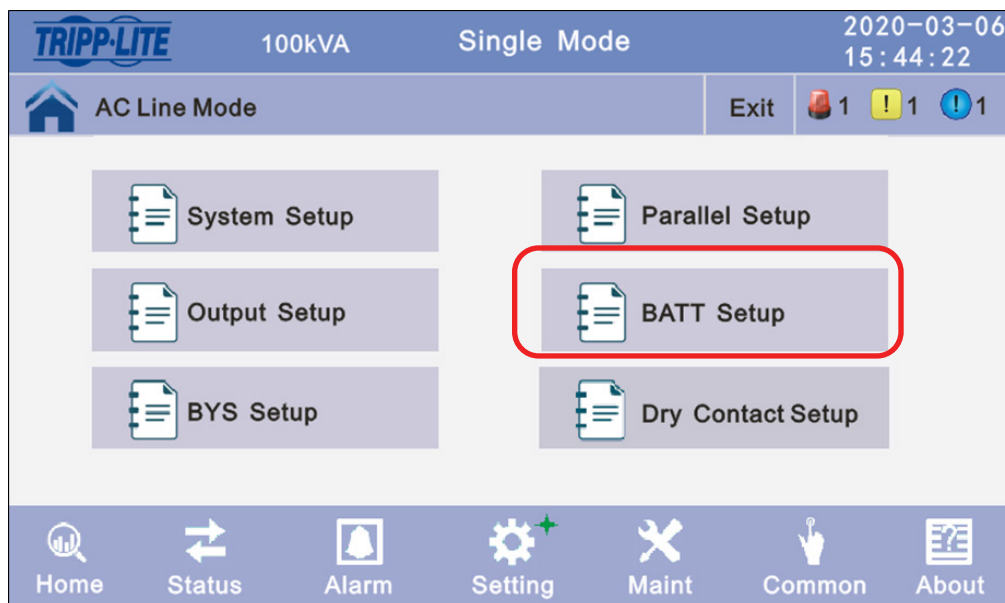 TRIPP·LITE 100kVA Single Mode 2020-03-06
15:44:22
AC Line Mode Exit 1 ! 1 ! 1
System Setup Parallel Setup
Output Setup BATT Setup
BYS Setup Dry Contact Setup
Home Status Alarm Setting Maint Common About